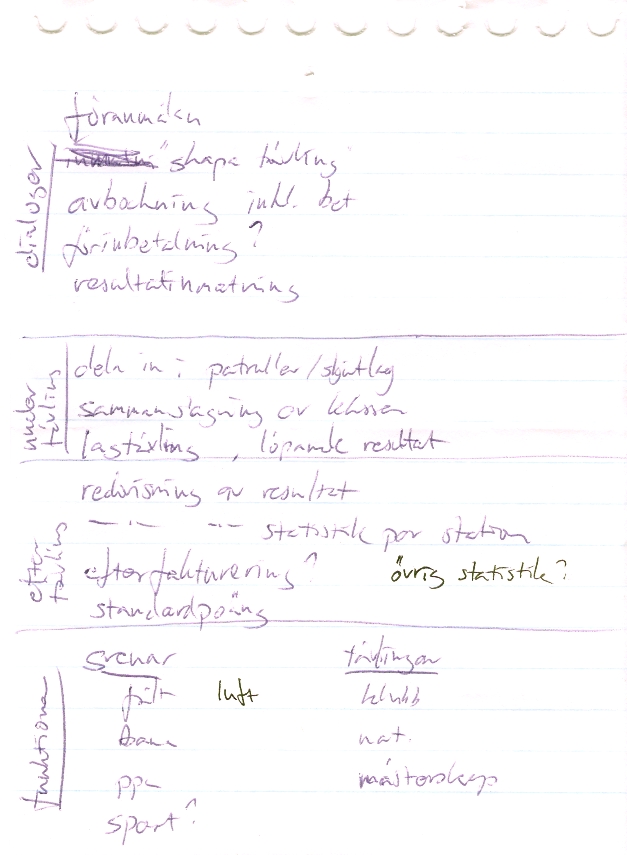 föranmälan
dialoger
"skapa tävling"
avbokning inkl. bet
förinbetalning?
resultatinmatning
under tävling
dela in i patruller/skjutlag
sammanslagning av klasser
lagtävling, löpande resultat
efter tävling
redovisning av resultat
— " — — " — statistik per station
efterfakturering? övrig statistik?
standardpoäng
funktioner
grenar tävlingar
fält luft klubb
bana nat.
ppc mästerskap
sport?